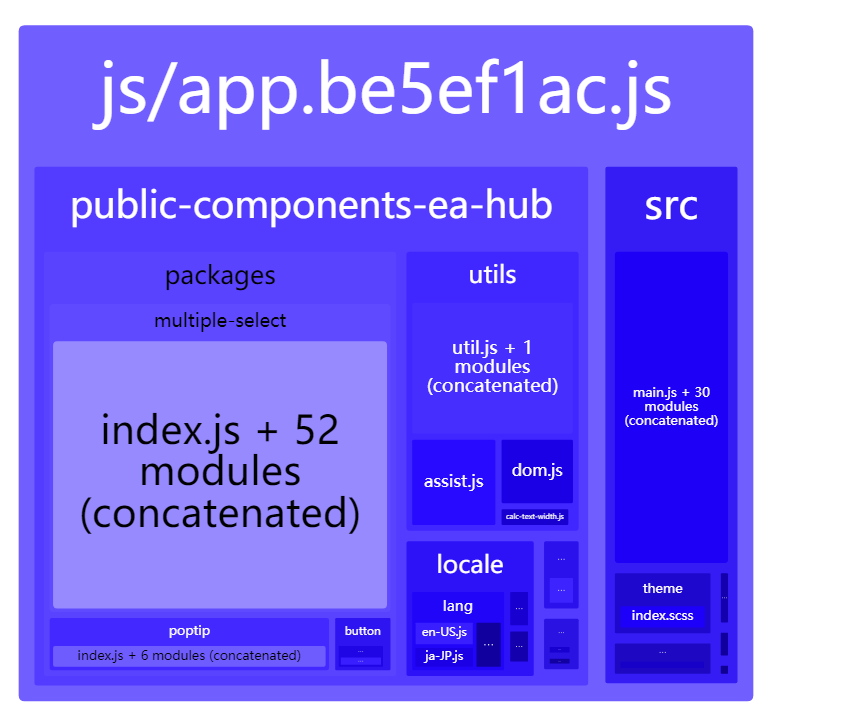 js/app.be5ef1ac.js
public-components-ea-hub
src
packages
utils
multiple-select
util.js + 1
modules
(concatenated)
index.js + 52
modules
(concatenated)
main.js + 30
modules
(concatenated)
assist.js
dom.js
calc-text-width.js
locale
...
lang
...
...
en-US.js
ja-JP.js
...
...
theme
index.scss
...
poptip
index.js + 6 modules (concatenated)
button
...
...
...
...
...